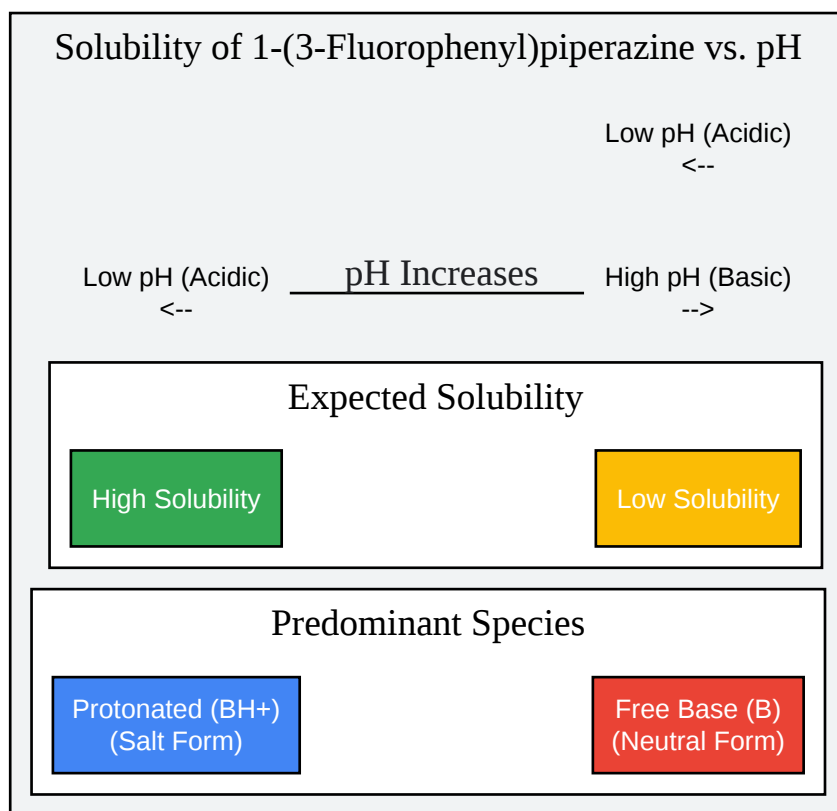 Solubility of 1-(3-Fluorophenyl)piperazine vs. pH
Low pH (Acidic)
<--
Low pH (Acidic)
<--
pH Increases
High pH (Basic)
-->
Expected Solubility
High Solubility
Low Solubility
Predominant Species
Protonated (BH+)
(Salt Form)
Free Base (B)
(Neutral Form)